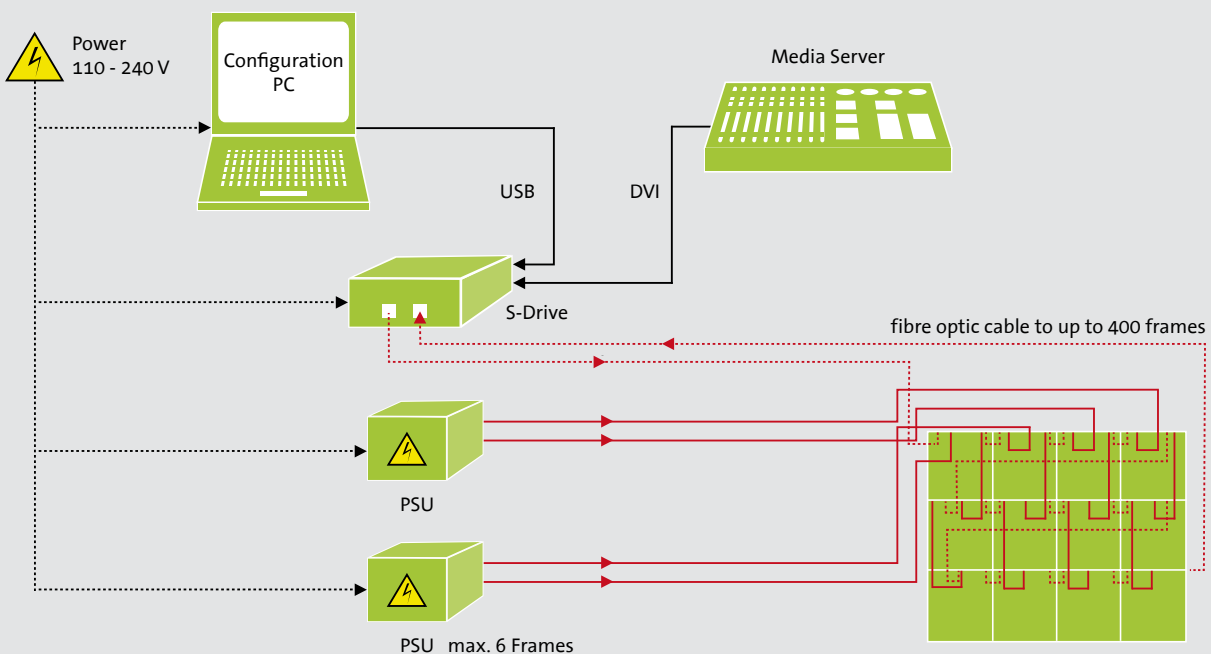 Power
110 - 240 V
Configuration
PC
Media Server
USB
DVI
S-Drive
fibre optic cable to up to 400 frames
PSU
PSU max. 6 Frames